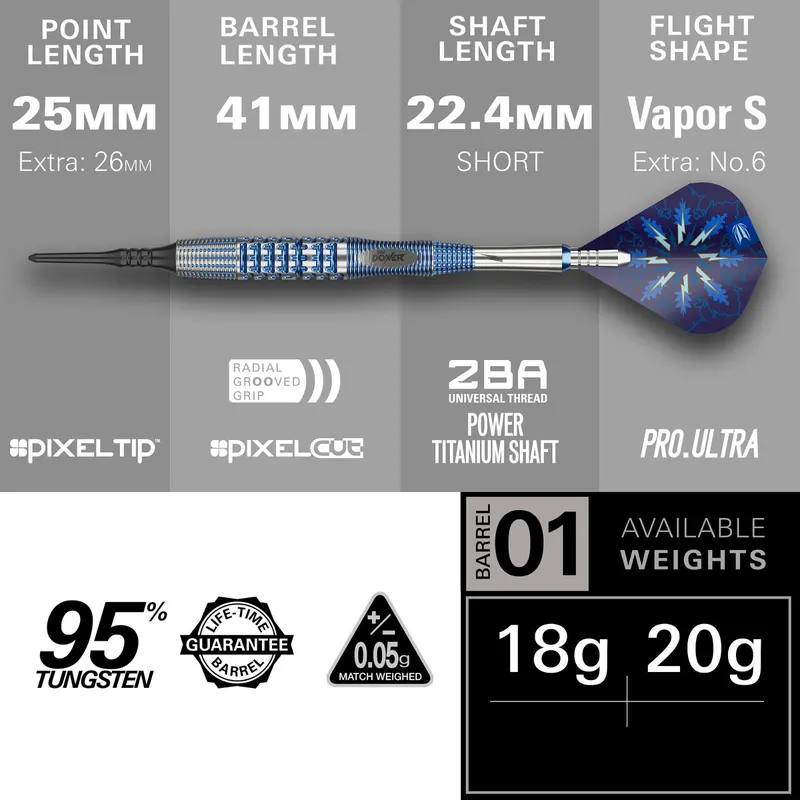 POINT
LENGTH
25MM
Extra: 26MM
BARREL
LENGTH
41MM
SHAFT
LENGTH
22.4MM
SHORT
FLIGHT
SHAPE
Vapor S
Extra: No.6
POWER
RADIAL
GROOVED
GRIP
2BA
UNIVERSAL THREAD
POWER
TITANIUM SHAFT
PIXELTIP™
PIXELCUT
PRO.ULTRA
95%
TUNGSTEN
LIFE-TIME
GUARANTEE
BARREL
+/-
0.05g
MATCH WEIGHED
BARREL
01
AVAILABLE
WEIGHTS
18g 20g